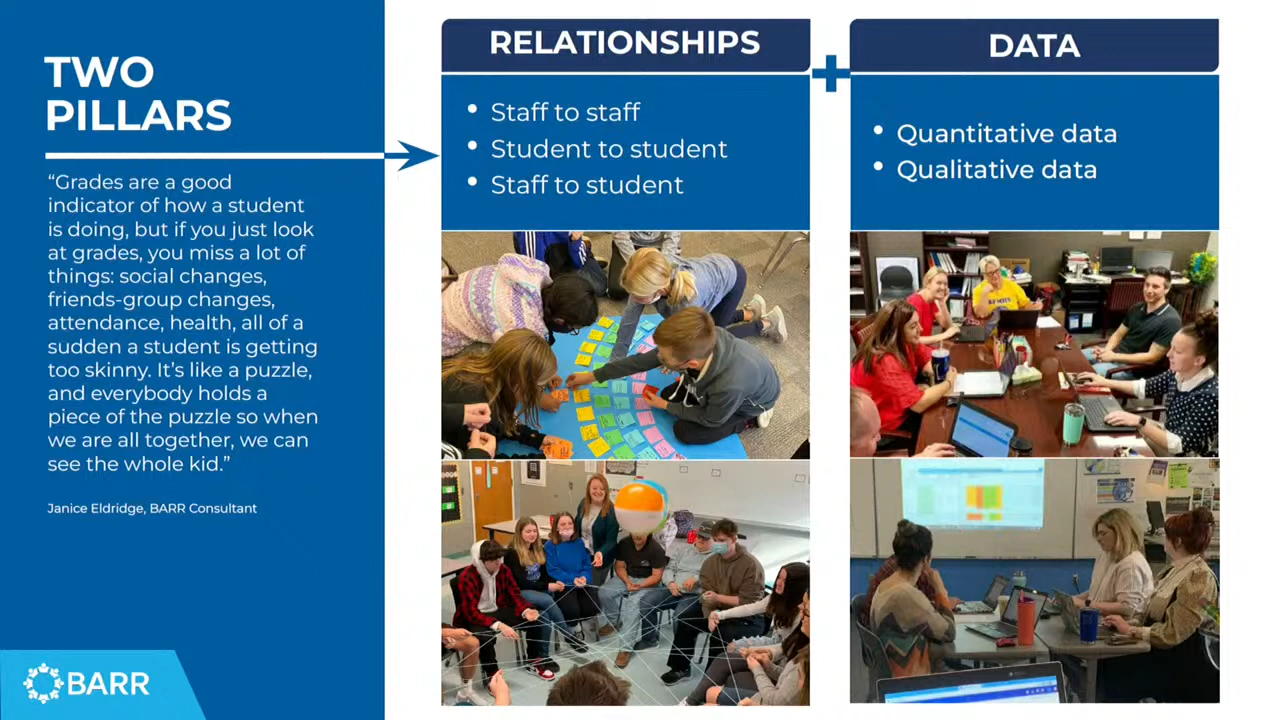 TWO
PILLARS
“Grades are a good
indicator of how a student
is doing, but if you just look
at grades, you miss a lot of
things: social changes,
friends-group changes,
attendance, health, all of a
sudden a student is getting
too skinny. It’s like a puzzle,
and everybody holds a
piece of the puzzle so when
we are all together, we can
see the whole kid.”
Janice Eldridge, BARR Consultant
BARR
RELATIONSHIPS
• Staff to staff
• Student to student
• Staff to student
+
DATA
• Quantitative data
• Qualitative data